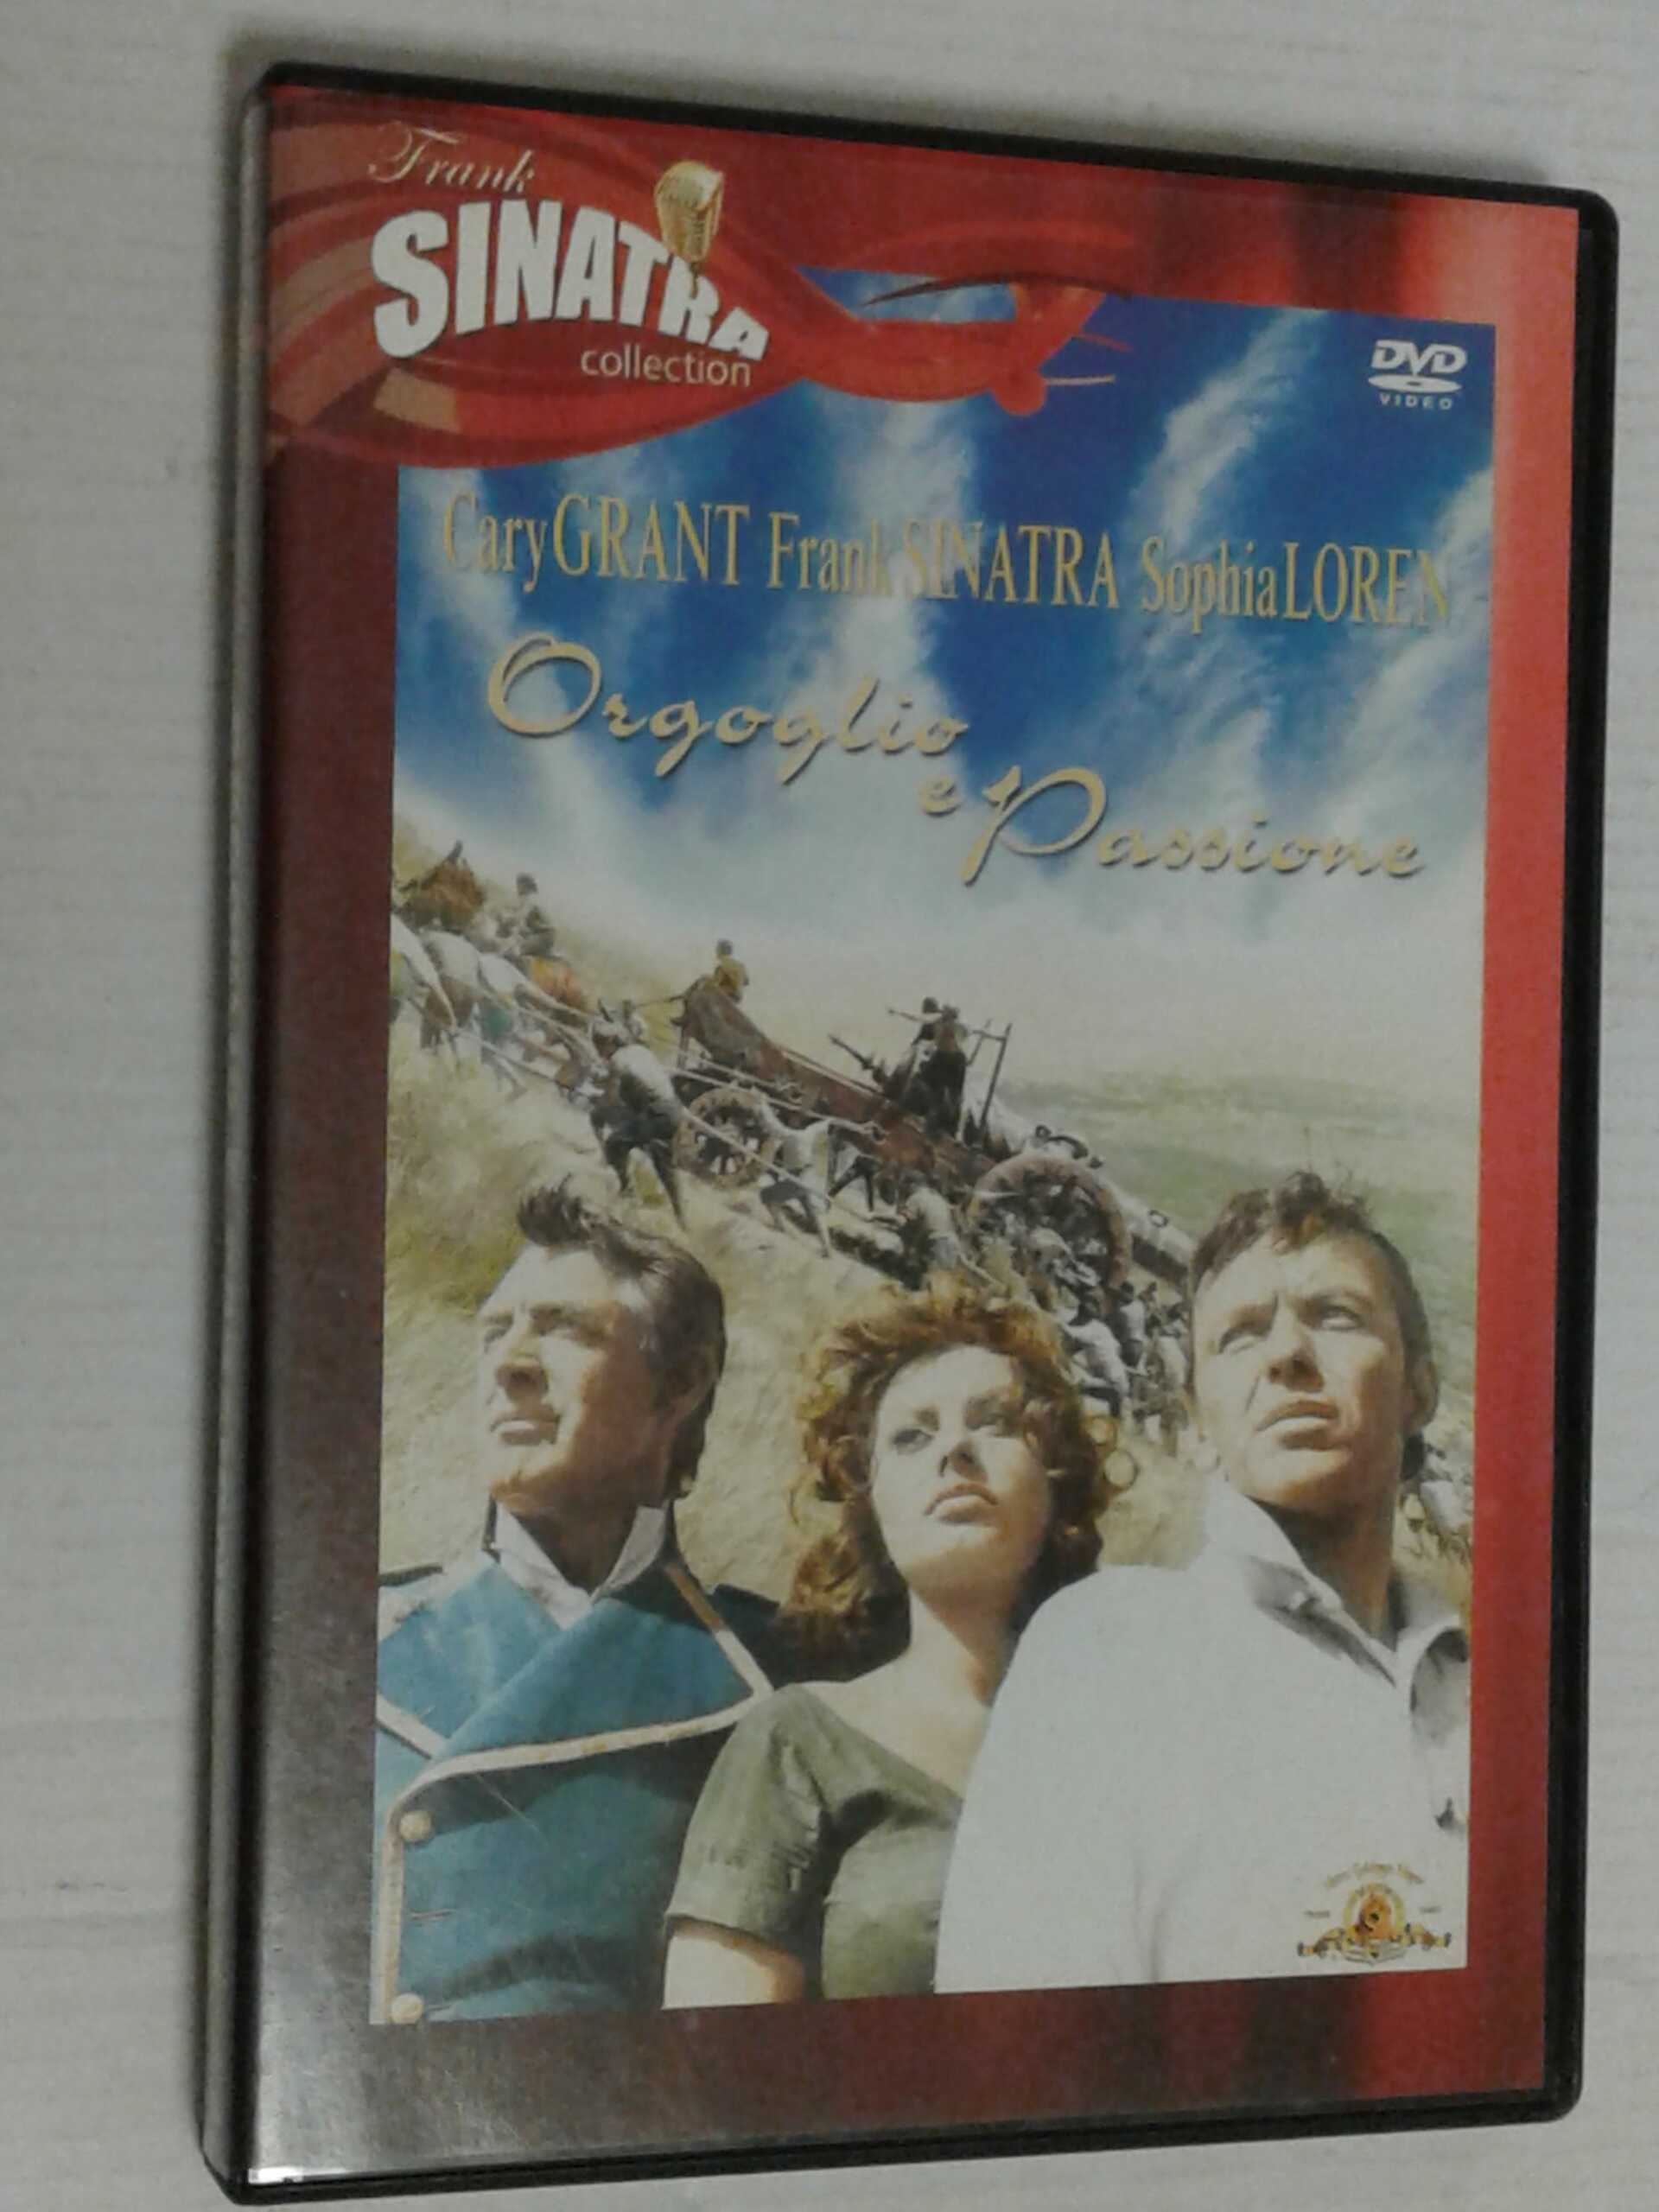 Frank
SINATRA
collection
DVD
VIDEO
Cary GRANT Frank SINATRA Sophia LOREN
Orgoglio
e Passione